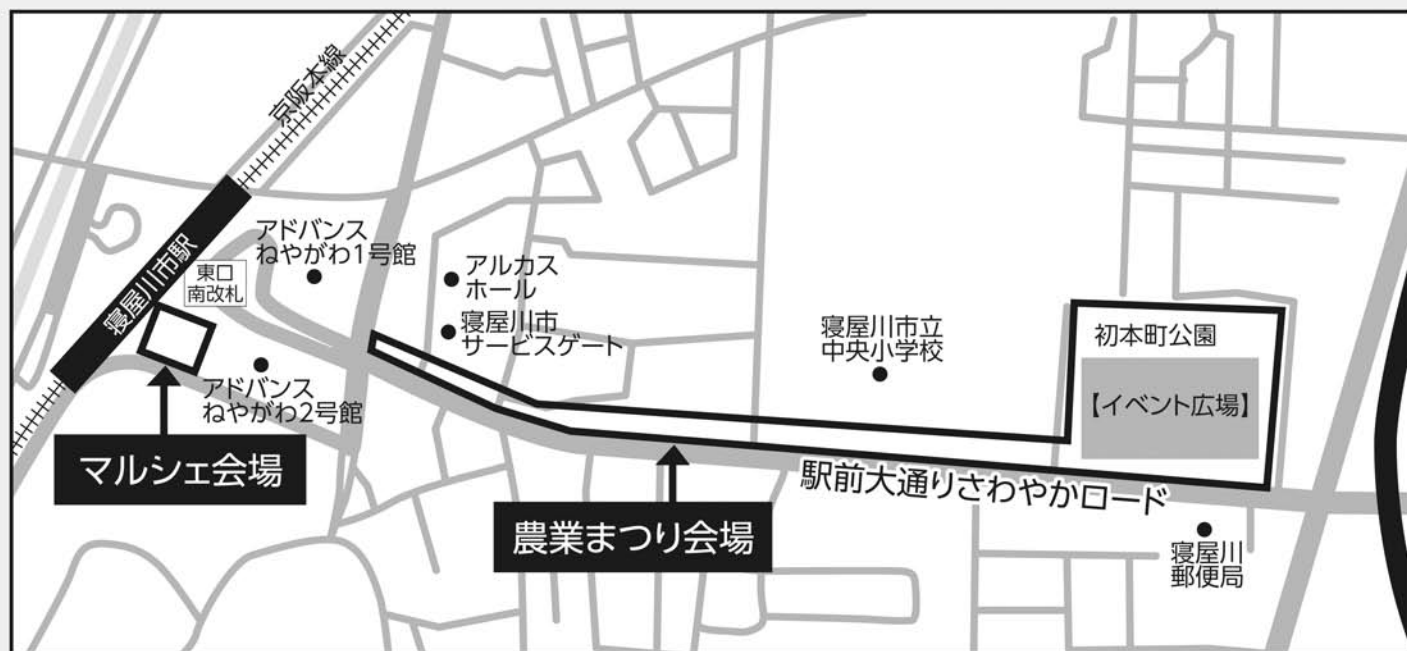 京阪本線
寝屋川市駅
東口
南改札
アドバンス
ねやがわ1号館
アルカス
ホール
寝屋川市
サービスゲート
アドバンス
ねやがわ2号館
マルシェ会場
寝屋川市立
中央小学校
初本町公園
【イベント広場】
駅前大通りさわやかロード
農業まつり会場
寝屋川
郵便局